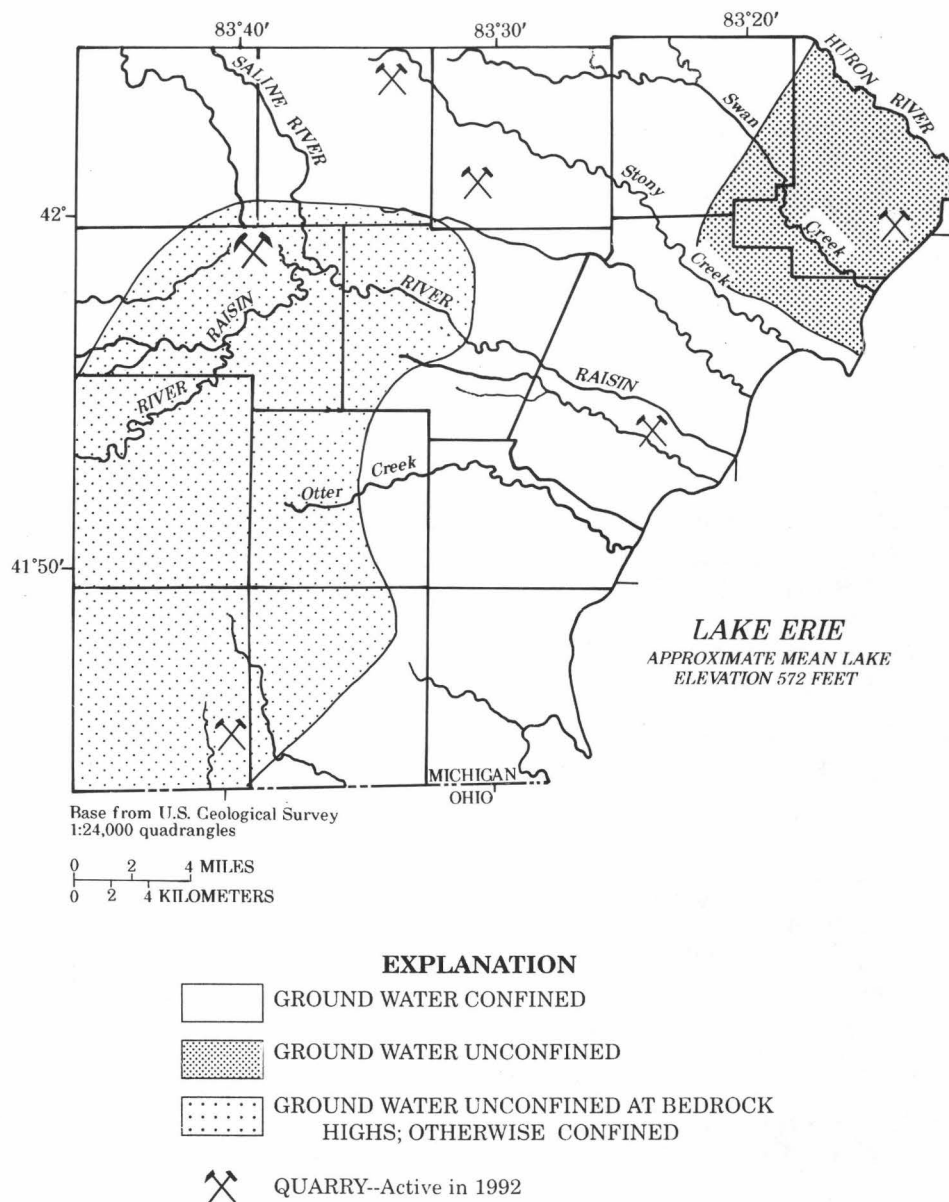 83°40′ 83°30′ 83°20′
SALINE RIVER
HURON RIVER
Swan Creek
Stony Creek
42°
RAISIN RIVER
RIVER RAISIN
Otter Creek
41°50′
LAKE ERIE
APPROXIMATE MEAN LAKE
ELEVATION 572 FEET
MICHIGAN
OHIO
Base from U.S. Geological Survey
1:24,000 quadrangles
0 2 4 MILES
0 2 4 KILOMETERS
EXPLANATION
GROUND WATER CONFINED
GROUND WATER UNCONFINED
GROUND WATER UNCONFINED AT BEDROCK
HIGHS; OTHERWISE CONFINED
QUARRY--Active in 1992